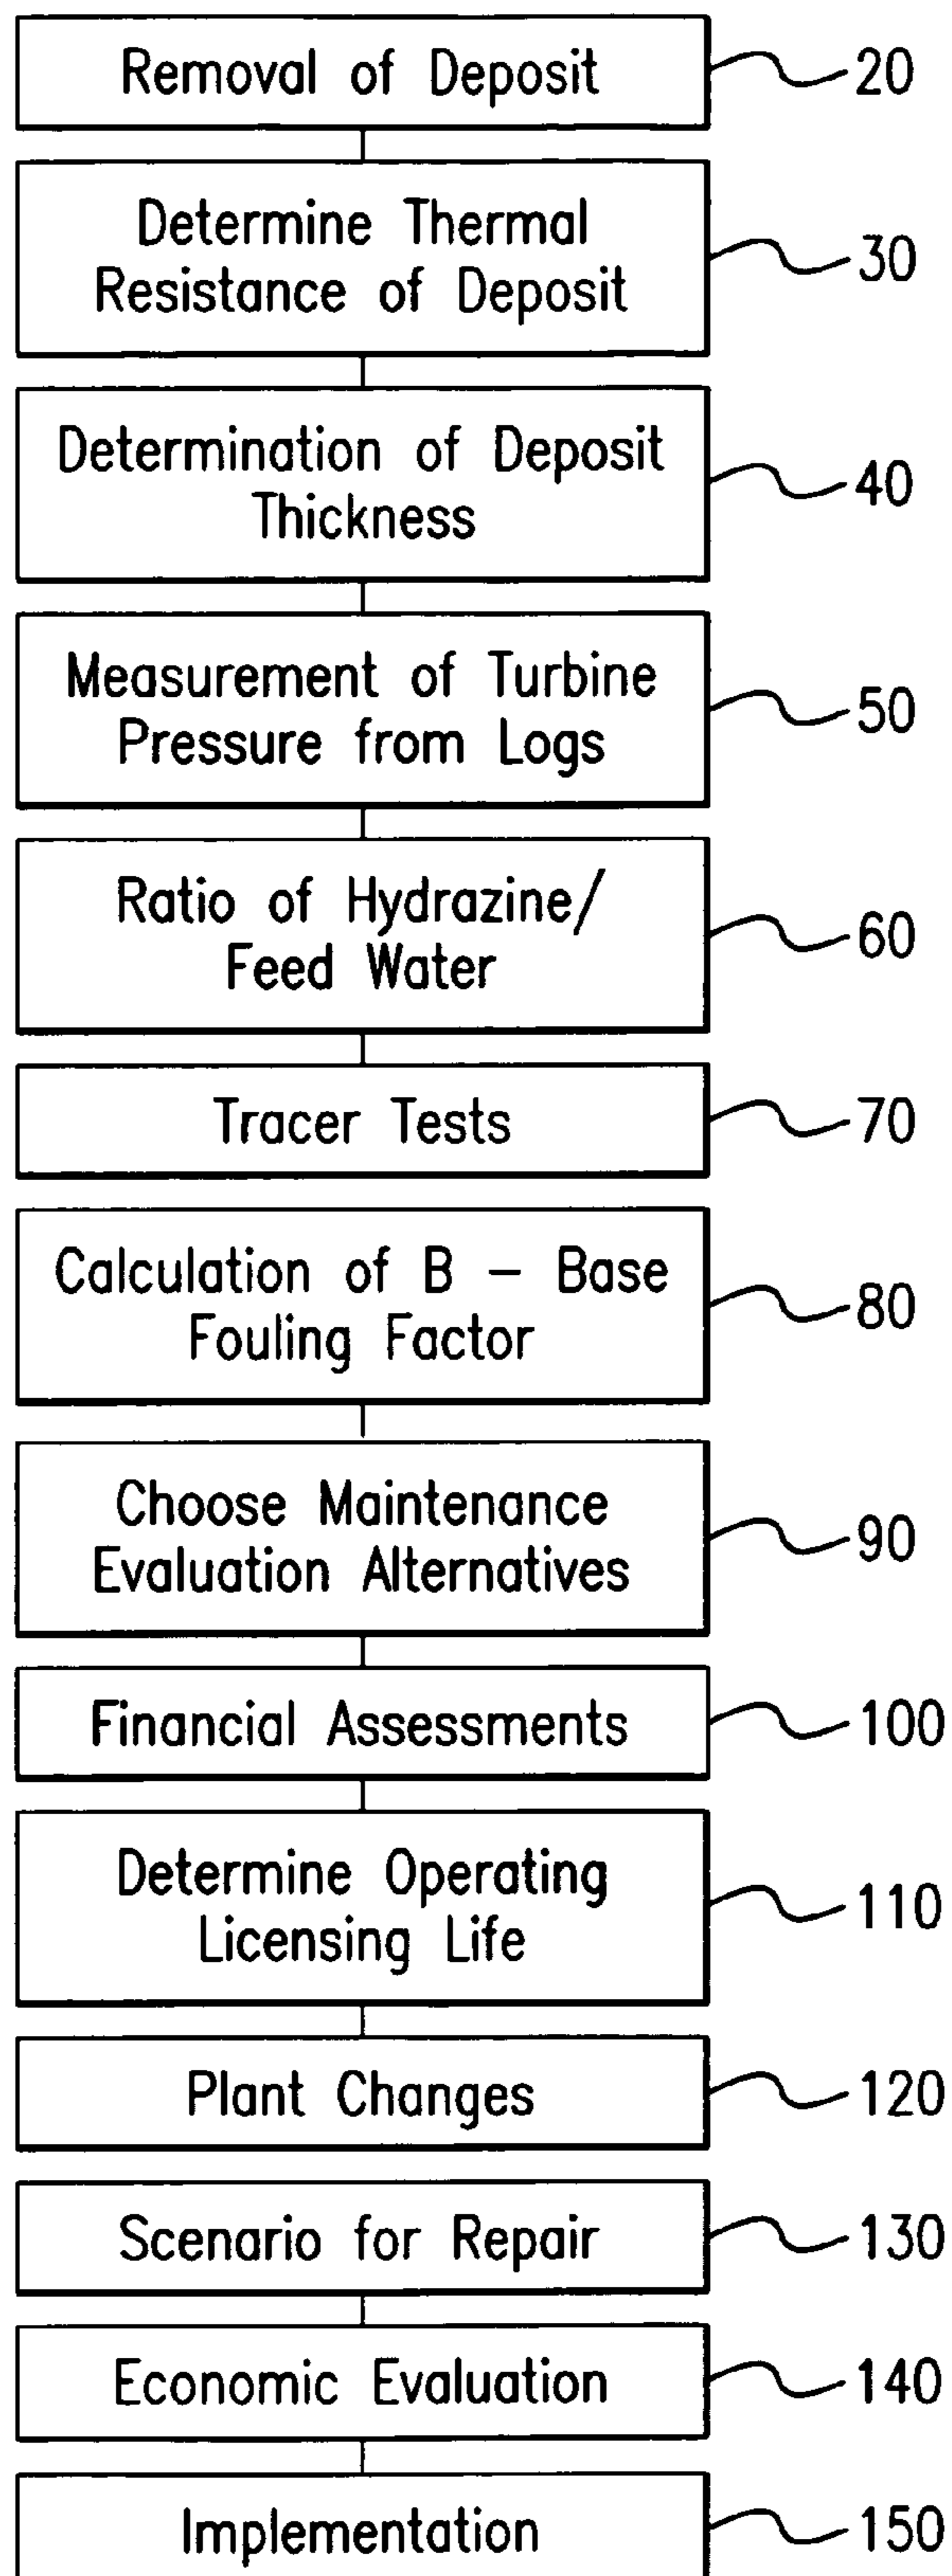 Removal of Deposit
20
Determine Thermal
Resistance of Deposit
30
Determination of Deposit
Thickness
40
Measurement of Turbine
Pressure from Logs
50
Ratio of Hydrazine/
Feed Water
60
Tracer Tests
70
Calculation of B – Base
Fouling Factor
80
Choose Maintenance
Evaluation Alternatives
90
Financial Assessments
100
Determine Operating
Licensing Life
110
Plant Changes
120
Scenario for Repair
130
Economic Evaluation
140
Implementation
150